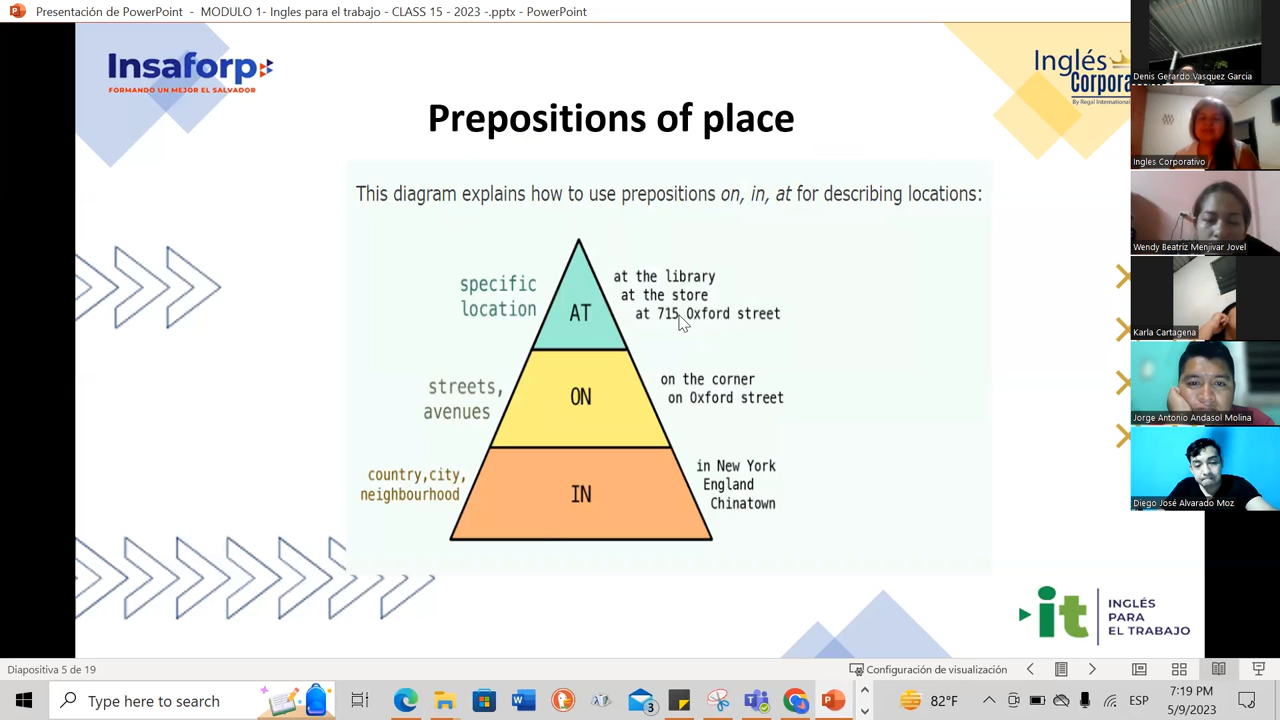 Presentación de PowerPoint - MODULO 1- Ingles para el trabajo - CLASS 15 - 2023 -.pptx - PowerPoint
Insaforp
FORMANDO UN MEJOR EL SALVADOR
Inglés
Corpora
By Regal International
Prepositions of place
This diagram explains how to use prepositions on, in, at for describing locations:
specific
location
AT
at the library
at the store
at 715 Oxford street
streets,
avenues
ON
on the corner
on Oxford street
country,city,
neighbourhood
IN
in New York
England
Chinatown
it
INGLÉS
PARA
EL TRABAJO
Denis Gerardo Vasquez Garcia
Ingles Corporativo
Wendy Beatriz Menjivar Jovel
Karla Cartagena
Jorge Antonio Andasol Molina
Diego José Alvarado Moz
Diapositiva 5 de 19
Configuración de visualización
Type here to search
3
82°F
ESP
7:19 PM
5/9/2023